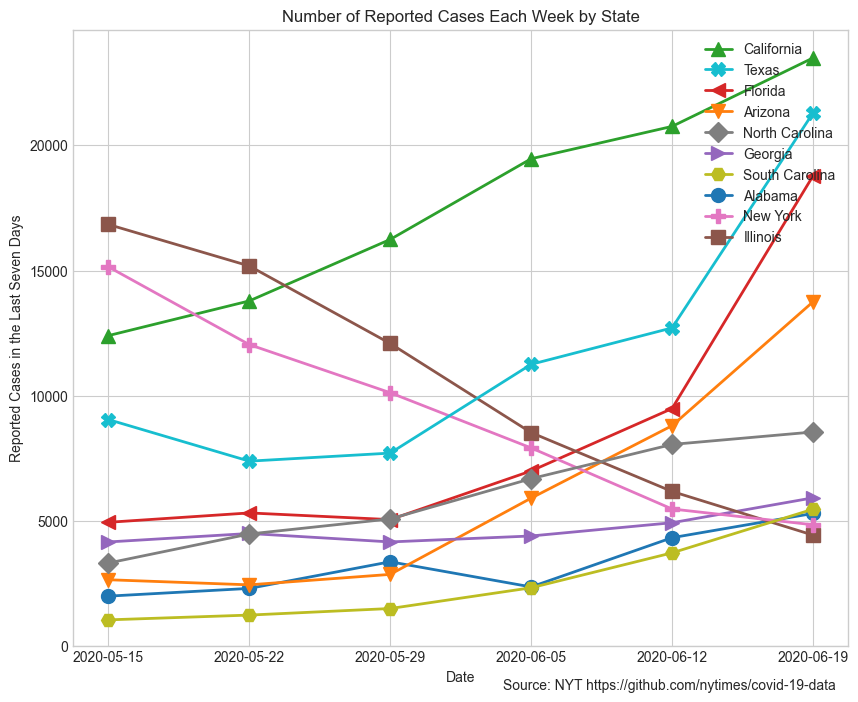 Number of Reported Cases Each Week by State
California
Texas
Florida
Arizona
North Carolina
Georgia
South Carolina
Alabama
New York
Illinois
Reported Cases in the Last Seven Days
20000
15000
10000
5000
0
2020-05-15 2020-05-22 2020-05-29 2020-06-05 2020-06-12 2020-06-19
Date
Source: NYT https://github.com/nytimes/covid-19-data